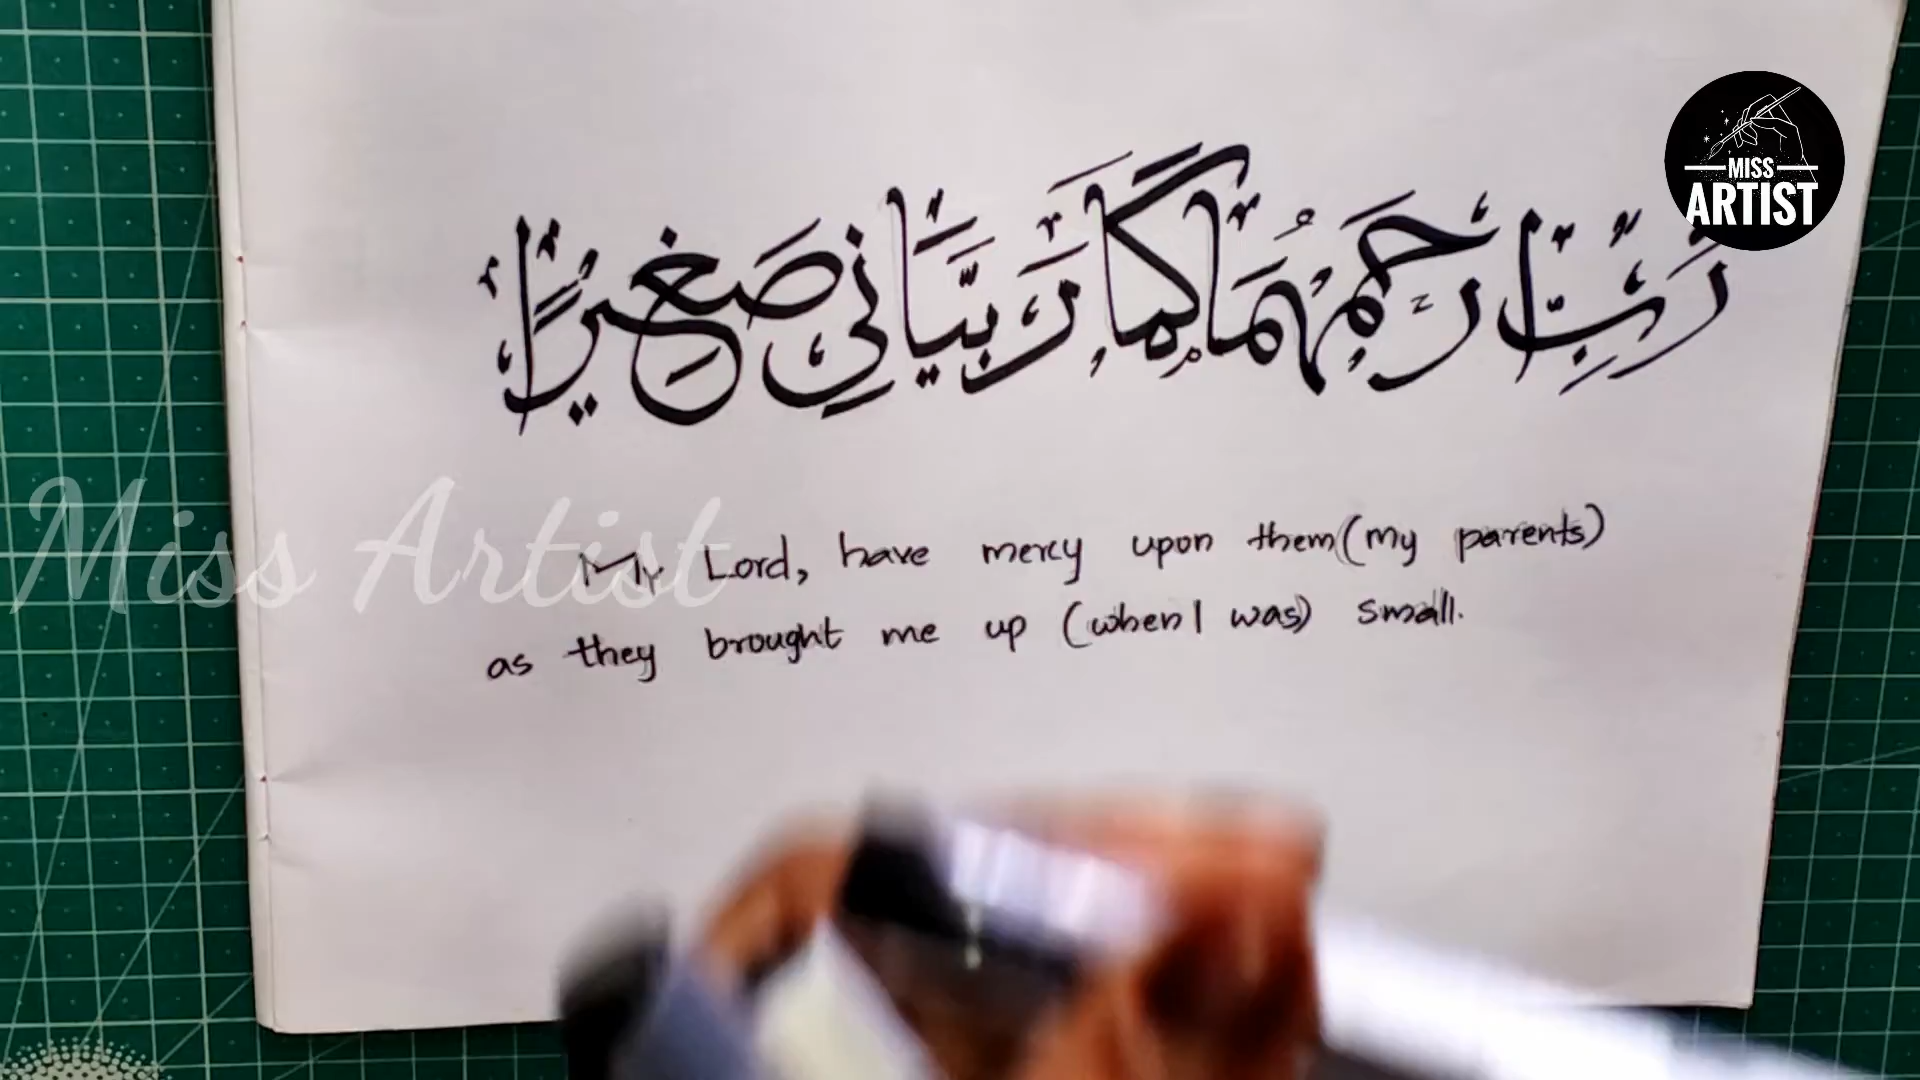 رَبِّ ارْحَمْهُمَا كَمَا رَبَّيَانِي صَغِيرًا
My Lord, have mercy upon them (my parents)
as they brought me up (when I was) small.
MISS
ARTIST
Miss Artist